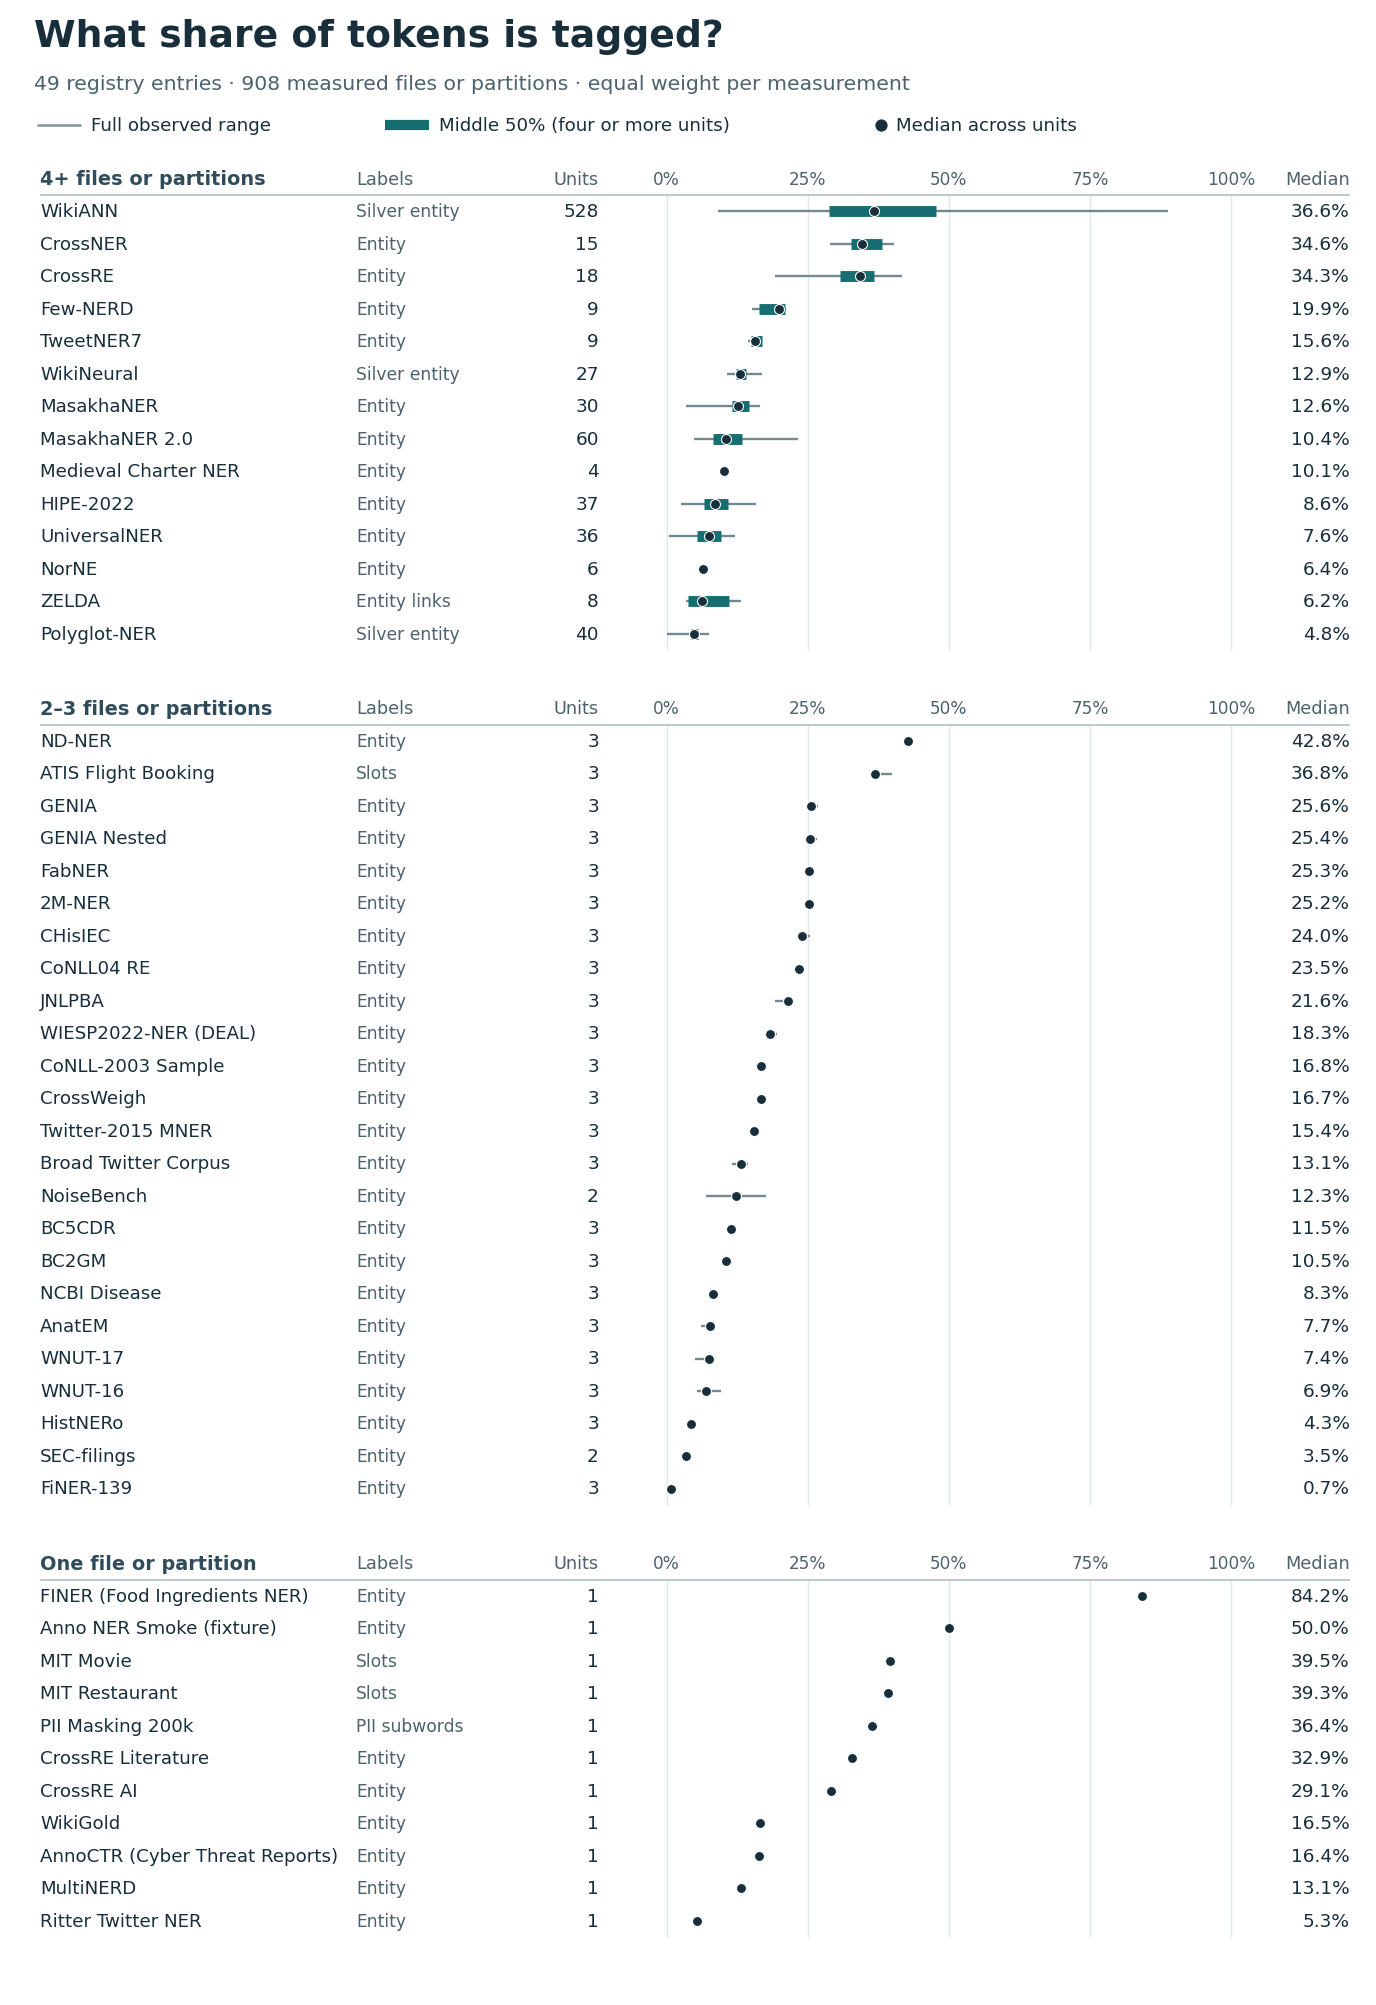 What share of tokens is tagged?
49 registry entries · 908 measured files or partitions · equal weight per measurement
Full observed range Middle 50% (four or more units) Median across units
4+ files or partitions Labels Units 0% 25% 50% 75% 100% Median
WikiANN Silver entity 528 36.6%
CrossNER Entity 15 34.6%
CrossRE Entity 18 34.3%
Few-NERD Entity 9 19.9%
TweetNER7 Entity 9 15.6%
WikiNeural Silver entity 27 12.9%
MasakhaNER Entity 30 12.6%
MasakhaNER 2.0 Entity 60 10.4%
Medieval Charter NER Entity 4 10.1%
HIPE-2022 Entity 37 8.6%
UniversalNER Entity 36 7.6%
NorNE Entity 6 6.4%
ZELDA Entity links 8 6.2%
Polyglot-NER Silver entity 40 4.8%
2–3 files or partitions Labels Units 0% 25% 50% 75% 100% Median
ND-NER Entity 3 42.8%
ATIS Flight Booking Slots 3 36.8%
GENIA Entity 3 25.6%
GENIA Nested Entity 3 25.4%
FabNER Entity 3 25.3%
2M-NER Entity 3 25.2%
CHisIEC Entity 3 24.0%
CoNLL04 RE Entity 3 23.5%
JNLPBA Entity 3 21.6%
WIESP2022-NER (DEAL) Entity 3 18.3%
CoNLL-2003 Sample Entity 3 16.8%
CrossWeigh Entity 3 16.7%
Twitter-2015 MNER Entity 3 15.4%
Broad Twitter Corpus Entity 3 13.1%
NoiseBench Entity 2 12.3%
BC5CDR Entity 3 11.5%
BC2GM Entity 3 10.5%
NCBI Disease Entity 3 8.3%
AnatEM Entity 3 7.7%
WNUT-17 Entity 3 7.4%
WNUT-16 Entity 3 6.9%
HistNERo Entity 3 4.3%
SEC-filings Entity 2 3.5%
FiNER-139 Entity 3 0.7%
One file or partition Labels Units 0% 25% 50% 75% 100% Median
FINER (Food Ingredients NER) Entity 1 84.2%
Anno NER Smoke (fixture) Entity 1 50.0%
MIT Movie Slots 1 39.5%
MIT Restaurant Slots 1 39.3%
PII Masking 200k PII subwords 1 36.4%
CrossRE Literature Entity 1 32.9%
CrossRE AI Entity 1 29.1%
WikiGold Entity 1 16.5%
AnnoCTR (Cyber Threat Reports) Entity 1 16.4%
MultiNERD Entity 1 13.1%
Ritter Twitter NER Entity 1 5.3%